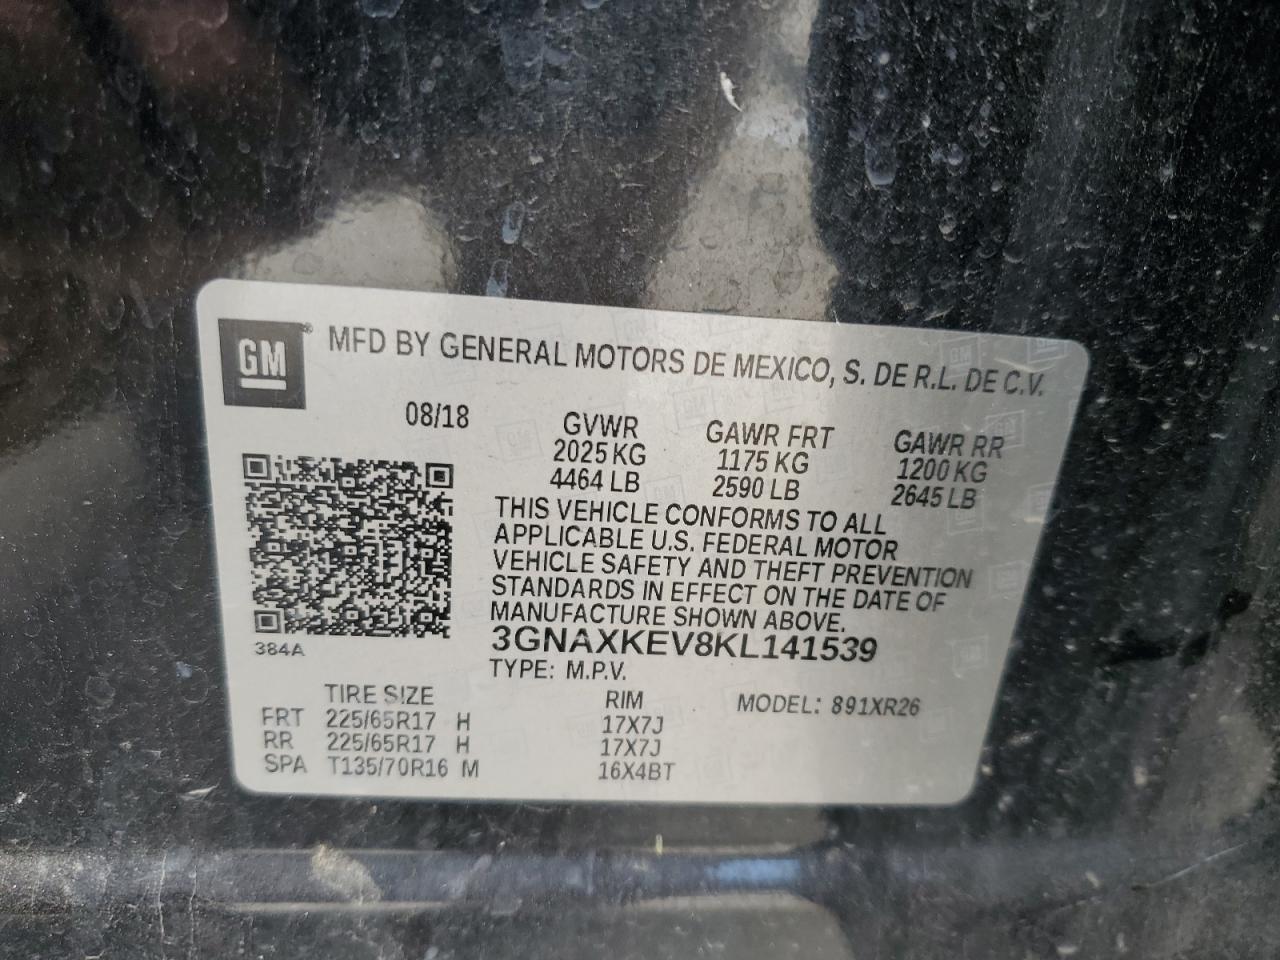 GM® MFD BY GENERAL MOTORS DE MEXICO, S. DE R.L. DE C.V.
08/18 GVWR GAWR FRT GAWR RR
2025 KG 1175 KG 1200 KG
4464 LB 2590 LB 2645 LB
THIS VEHICLE CONFORMS TO ALL
APPLICABLE U.S. FEDERAL MOTOR
VEHICLE SAFETY AND THEFT PREVENTION
STANDARDS IN EFFECT ON THE DATE OF
MANUFACTURE SHOWN ABOVE.
3GNAXKEV8KL141539
384A
TYPE: M.P.V.
TIRE SIZE RIM MODEL: 891XR26
FRT 225/65R17 H 17X7J
RR 225/65R17 H 17X7J
SPA T135/70R16 M 16X4BT